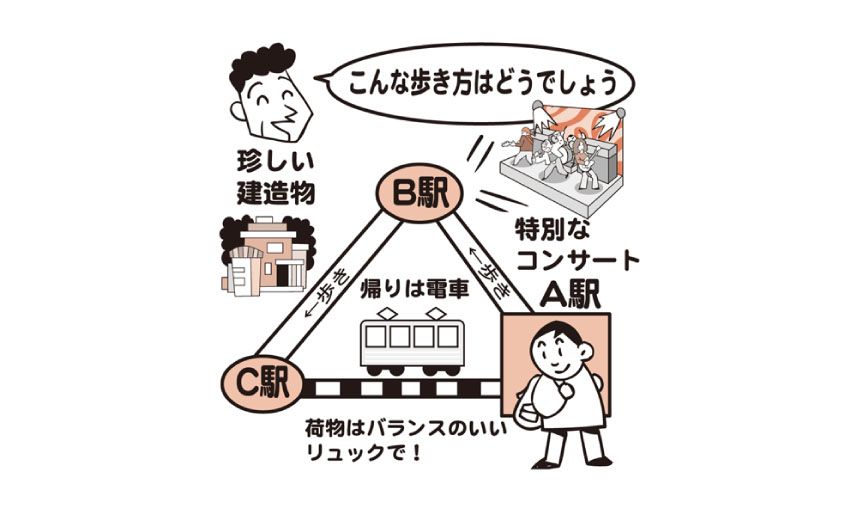 こんな歩き方はどうでしょう
珍しい
建造物
B駅
特別な
コンサート
A駅
←歩き
←歩き
帰りは電車
C駅
荷物はバランスのいい
リュックで！